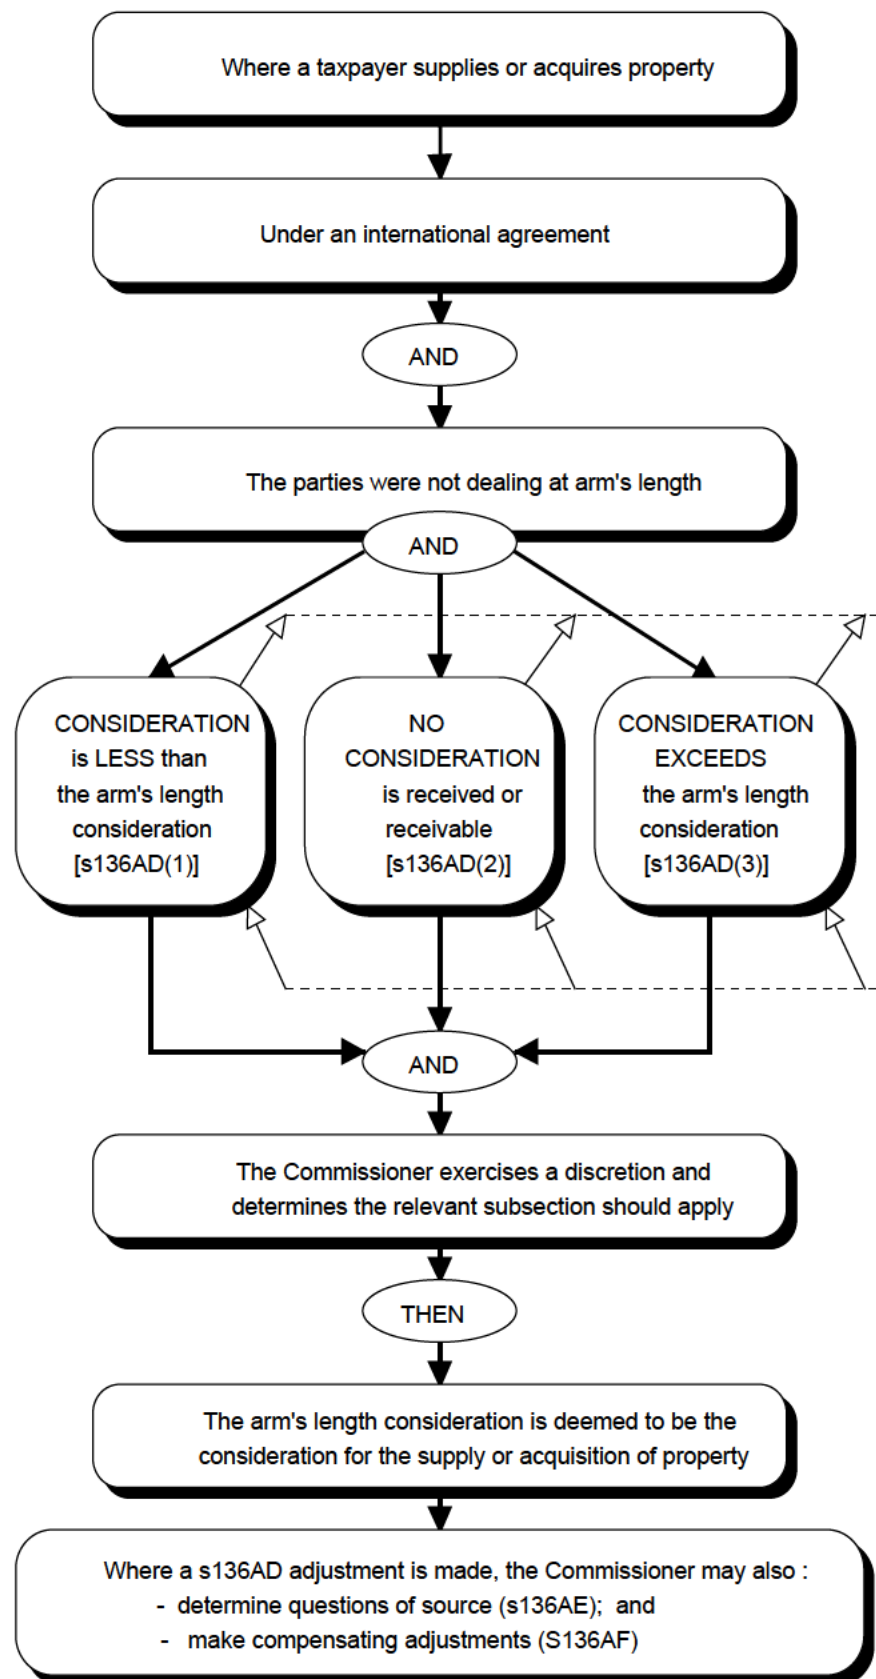 Where a taxpayer supplies or acquires property
Under an international agreement
AND
The parties were not dealing at arm's length
AND
CONSIDERATION
is LESS than
the arm's length
consideration
[s136AD(1)]
NO
CONSIDERATION
is received or
receivable
[s136AD(2)]
CONSIDERATION
EXCEEDS
the arm's length
consideration
[s136AD(3)]
AND
The Commissioner exercises a discretion and
determines the relevant subsection should apply
THEN
The arm's length consideration is deemed to be the
consideration for the supply or acquisition of property
Where a s136AD adjustment is made, the Commissioner may also :
- determine questions of source (s136AE); and
- make compensating adjustments (S136AF)